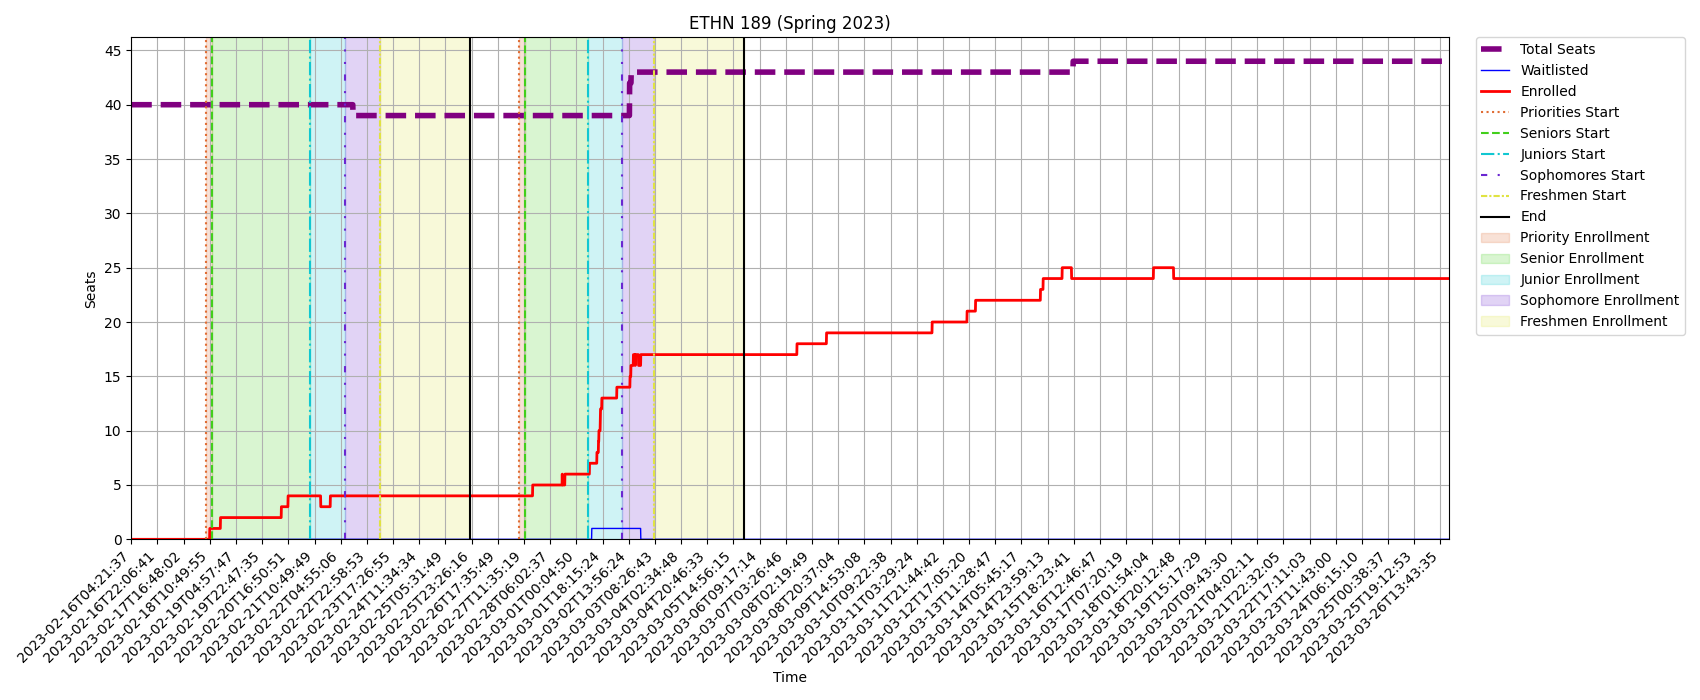 ETHN 189 (Spring 2023)
Seats
45
40
35
30
25
20
15
10
5
0
2023-02-16T04:21:37
2023-02-16T22:06:41
2023-02-17T16:48:02
2023-02-18T10:49:55
2023-02-19T04:57:47
2023-02-19T22:47:35
2023-02-20T16:50:51
2023-02-21T10:49:49
2023-02-22T04:55:06
2023-02-22T22:58:53
2023-02-23T17:26:55
2023-02-24T11:34:34
2023-02-25T05:31:49
2023-02-25T23:26:16
2023-02-26T17:35:49
2023-02-27T11:35:19
2023-02-28T06:02:37
2023-03-01T00:04:50
2023-03-01T18:15:24
2023-03-02T13:56:24
2023-03-03T08:26:43
2023-03-04T02:34:48
2023-03-04T20:46:33
2023-03-05T14:56:15
2023-03-06T09:17:14
2023-03-07T03:26:46
2023-03-08T02:19:49
2023-03-08T20:37:04
2023-03-09T14:53:08
2023-03-10T09:22:38
2023-03-11T03:29:24
2023-03-11T21:44:42
2023-03-12T17:05:20
2023-03-13T11:28:47
2023-03-14T05:45:17
2023-03-14T23:59:13
2023-03-15T18:23:41
2023-03-16T12:46:47
2023-03-17T07:20:19
2023-03-18T01:54:04
2023-03-18T20:12:48
2023-03-19T15:17:29
2023-03-20T09:43:30
2023-03-21T04:02:11
2023-03-21T22:32:05
2023-03-22T17:11:03
2023-03-23T11:43:00
2023-03-24T06:15:10
2023-03-25T00:38:37
2023-03-25T19:12:53
2023-03-26T13:43:35
Time
Total Seats
Waitlisted
Enrolled
Priorities Start
Seniors Start
Juniors Start
Sophomores Start
Freshmen Start
End
Priority Enrollment
Senior Enrollment
Junior Enrollment
Sophomore Enrollment
Freshmen Enrollment